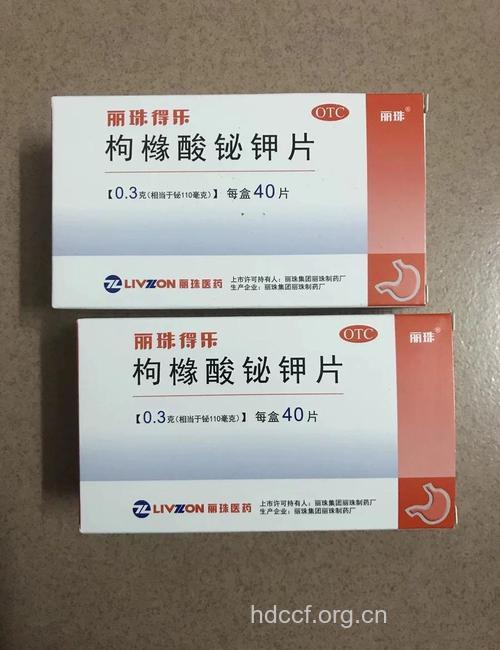 丽珠得乐
OTC
丽珠®
枸橼酸铋钾片
【0.3克(相当于铋110毫克)】 每盒40片
LIVZON 丽珠医药
上市许可持有人：丽珠集团丽珠制药厂
生产企业：丽珠集团丽珠制药厂
丽珠得乐
OTC
丽珠®
枸橼酸铋钾片
【0.3克(相当于铋110毫克)】 每盒40片
LIVZON 丽珠医药
上市许可持有人：丽珠集团丽珠制药厂
生产企业：丽珠集团丽珠制药厂
hdccf.org.cn